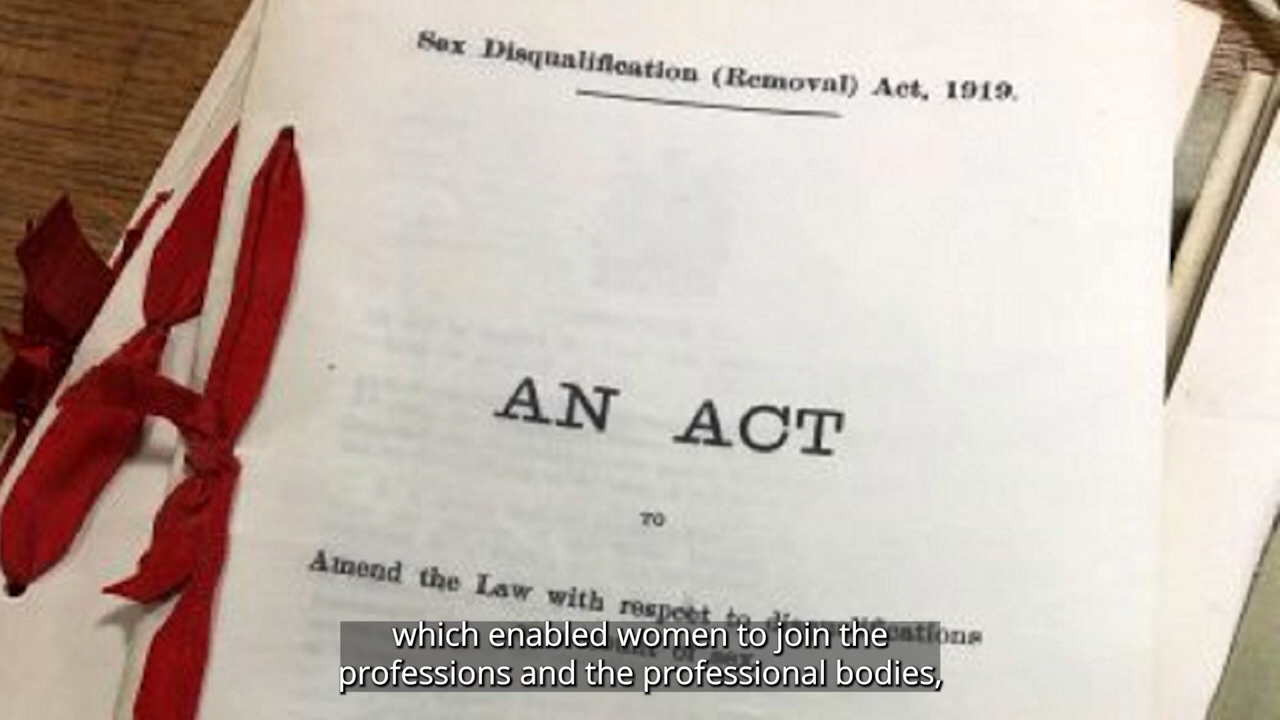 Sex Disqualification (Removal) Act, 1919.
AN ACT
TO
Amend the Law with respect to disqualifications
which enabled women to join the
professions and the professional bodies,